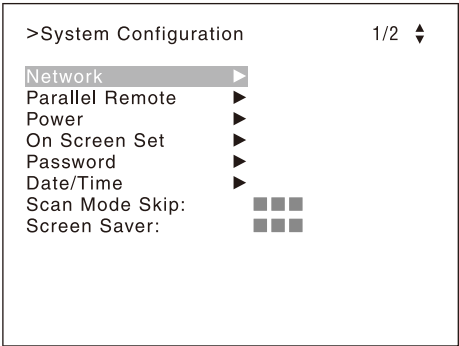 >System Configuration 1/2
Network
Parallel Remote
Power
On Screen Set
Password
Date/Time
Scan Mode Skip: ■■■
Screen Saver: ■■■